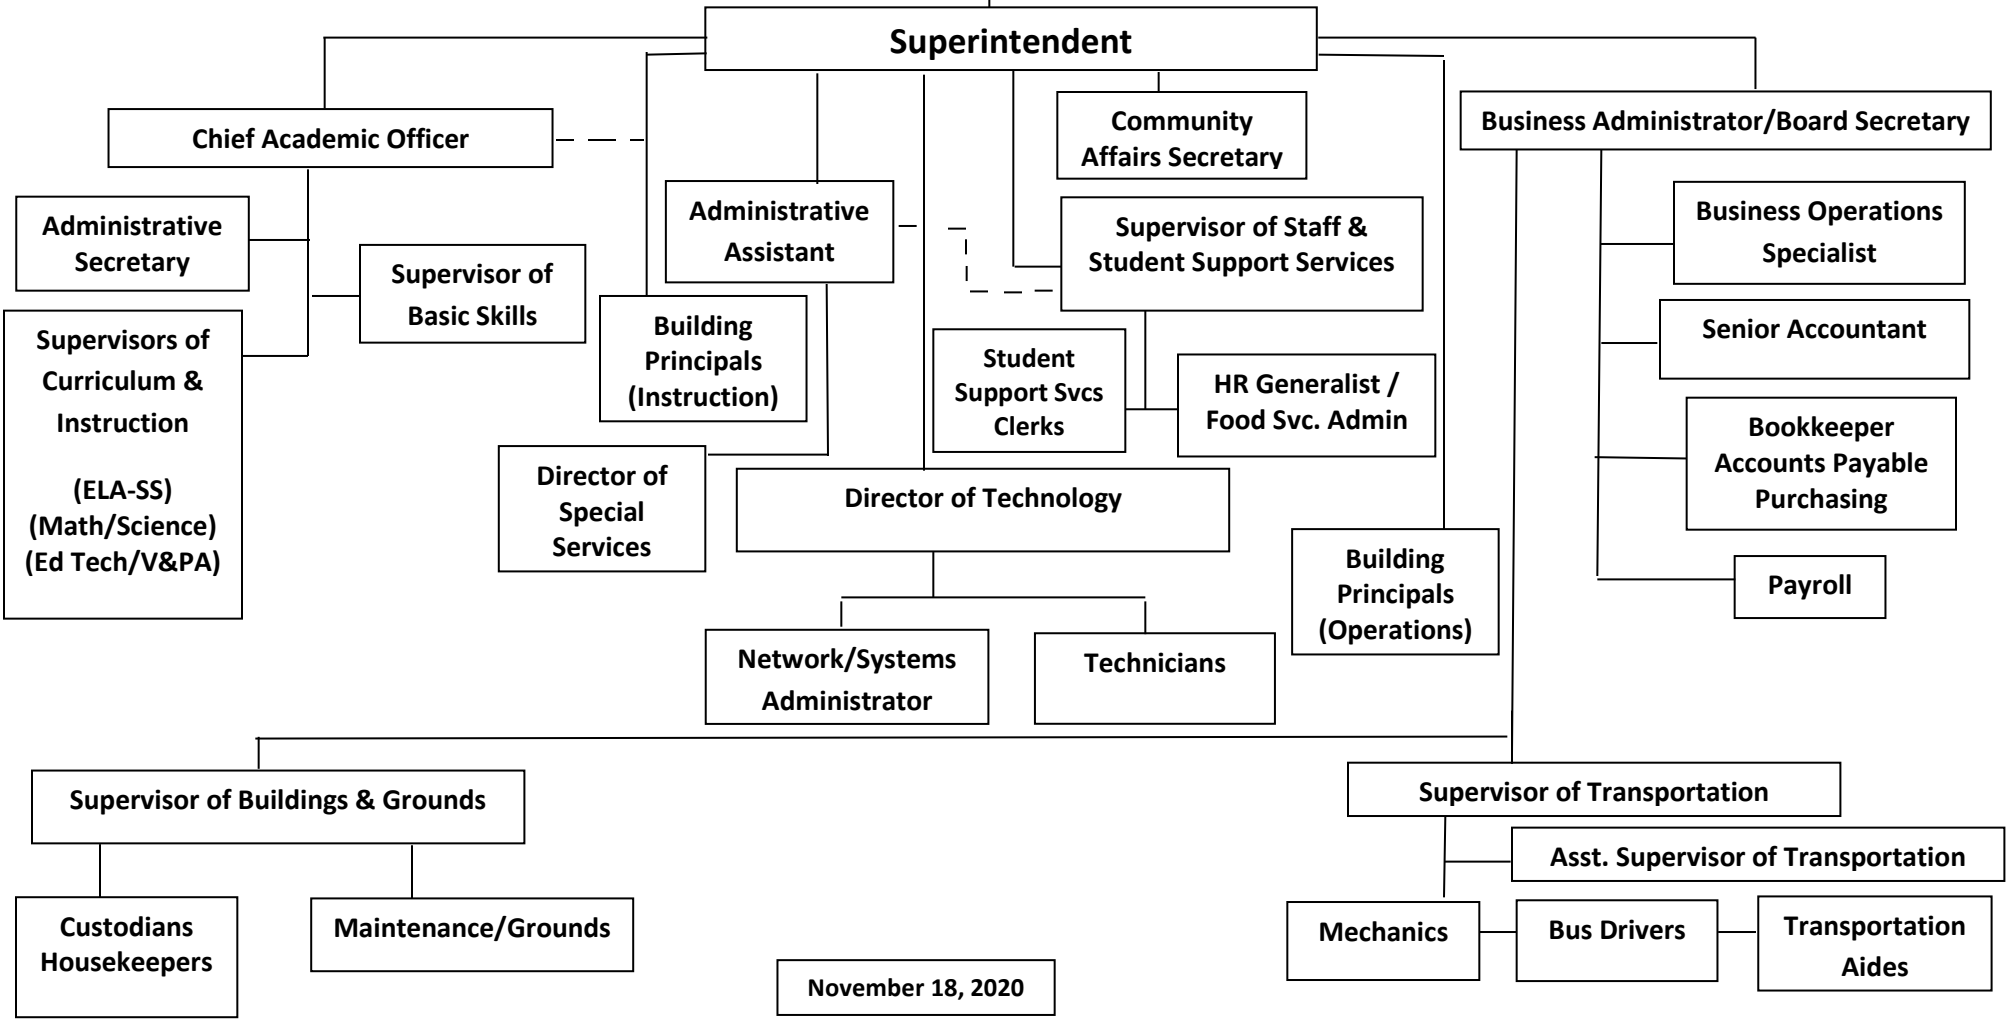 Superintendent
Chief Academic Officer
Community
Affairs Secretary
Business Administrator/Board Secretary
Administrative
Secretary
Supervisor of
Basic Skills
Supervisors of
Curriculum &
Instruction
(ELA-SS)
(Math/Science)
(Ed Tech/V&PA)
Administrative
Assistant
Building
Principals
(Instruction)
Director of
Special
Services
Supervisor of Staff &
Student Support Services
Student
Support Svcs
Clerks
HR Generalist /
Food Svc. Admin
Director of Technology
Network/Systems
Administrator
Technicians
Building
Principals
(Operations)
Business Operations
Specialist
Senior Accountant
Bookkeeper
Accounts Payable
Purchasing
Payroll
Supervisor of Buildings & Grounds
Custodians
Housekeepers
Maintenance/Grounds
Supervisor of Transportation
Asst. Supervisor of Transportation
Mechanics
Bus Drivers
Transportation
Aides
November 18, 2020